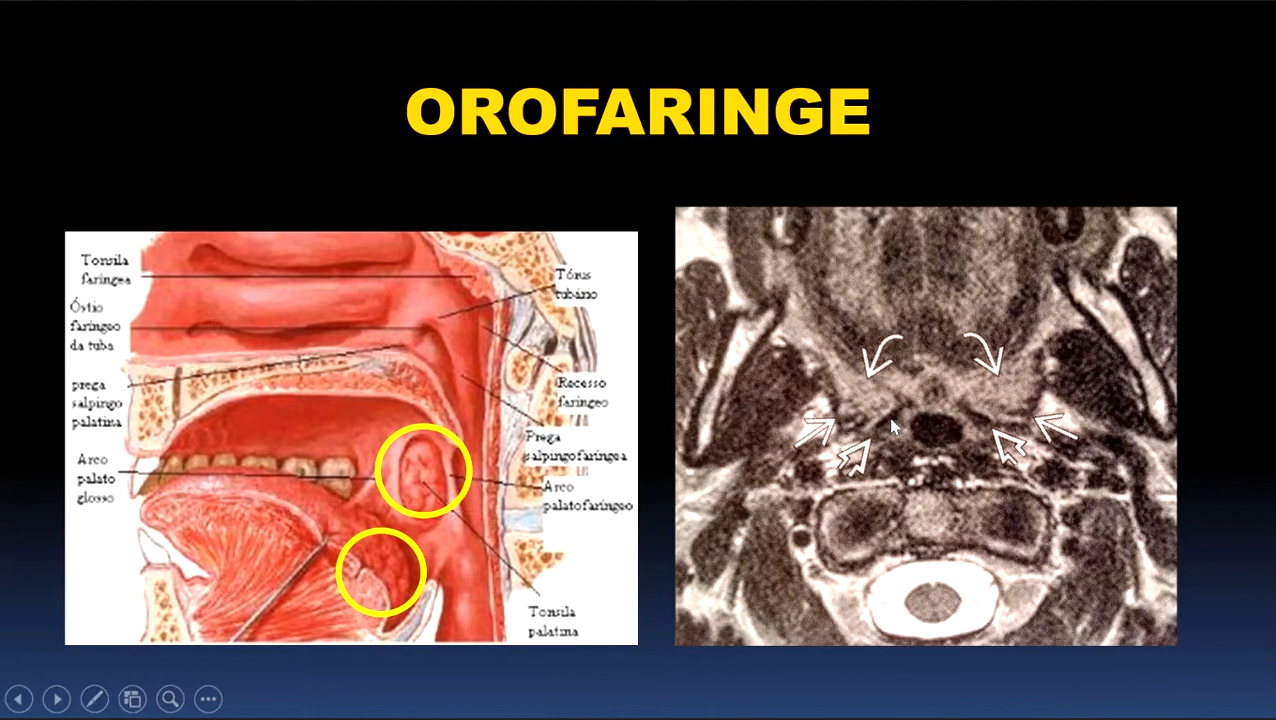 OROFARINGE
Tonsila
faríngea
Óstio
faríngeo
da tuba
prega
salpingo
palatina
Arco
palato
glosso
Tórus
tubário
Recesso
faríngeo
Prega
salpingofaríngea
Arco
palatofaríngeo
Tonsila
palatina